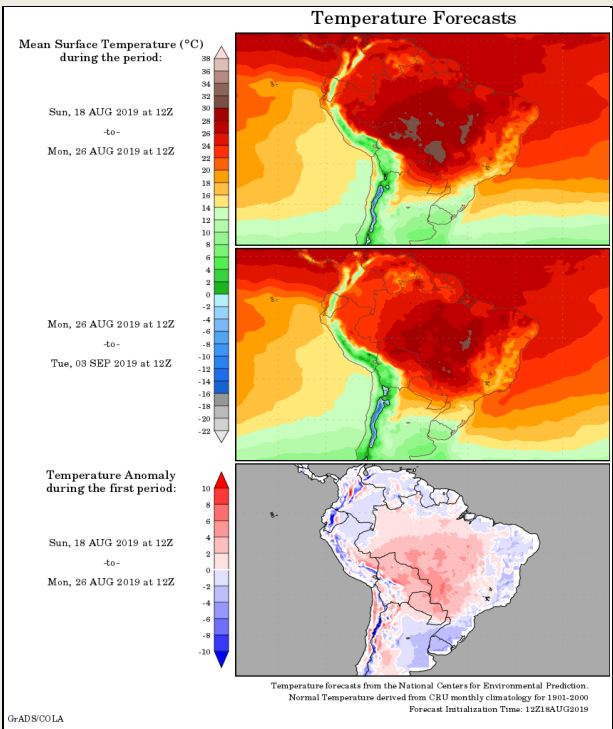 Temperature Forecasts
Mean Surface Temperature (°C)
during the period:
Sun, 18 AUG 2019 at 12Z
-to-
Mon, 26 AUG 2019 at 12Z
38
36
34
32
30
28
26
24
22
20
18
16
14
12
10
8
6
4
2
0
-2
-4
-6
-8
-10
-12
-14
-16
-18
-20
-22
Mon, 26 AUG 2019 at 12Z
-to-
Tue, 03 SEP 2019 at 12Z
Temperature Anomaly
during the first period:
Sun, 18 AUG 2019 at 12Z
-to-
Mon, 26 AUG 2019 at 12Z
10
8
6
4
2
0
-2
-4
-6
-8
-10
Temperature forecasts from the National Centers for Environmental Prediction.
Normal Temperature derived from CRU monthly climatology for 1901-2000
Forecast Initialization Time: 12Z18AUG2019
GrADS/COLA